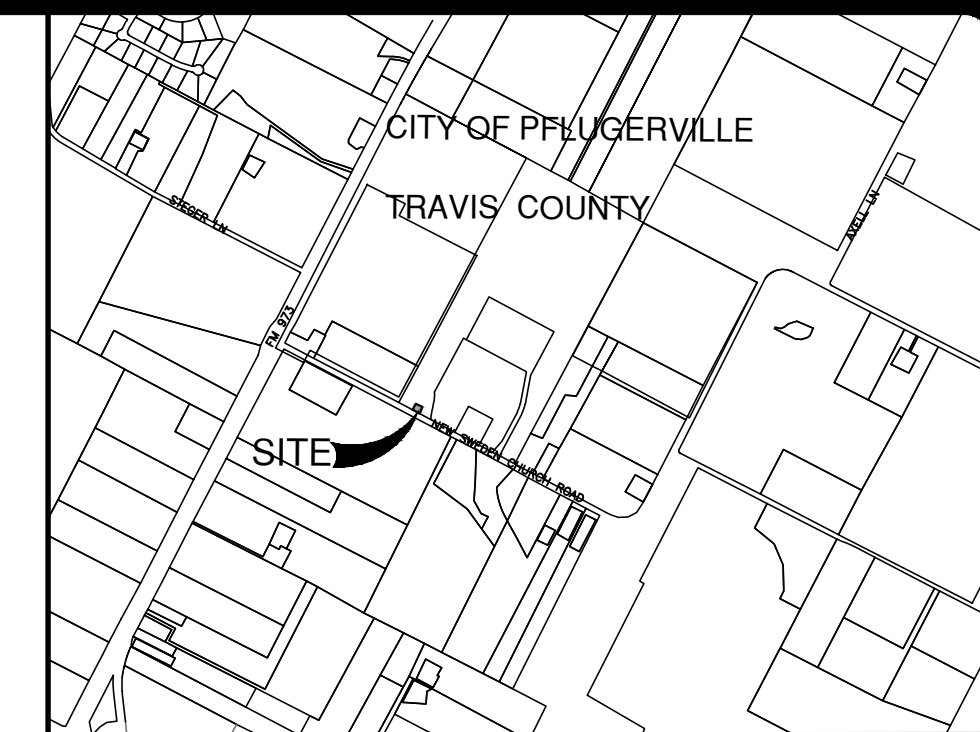 CITY OF PFLUGERVILLE
TRAVIS COUNTY
STEGER LN
AXELL LN
FM 973
SITE
NEW SWEDEN CHURCH ROAD